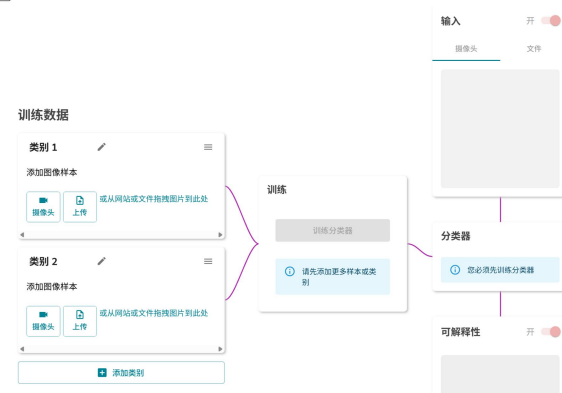 训练数据
类别 1
添加图像样本
摄像头
上传
或从网站或文件拖拽图片到此处
类别 2
添加图像样本
摄像头
上传
或从网站或文件拖拽图片到此处
添加类别
训练
训练分类器
请先添加更多样本或类
别
输入
开
摄像头
文件
分类器
您必须先训练分类器
可解释性
开